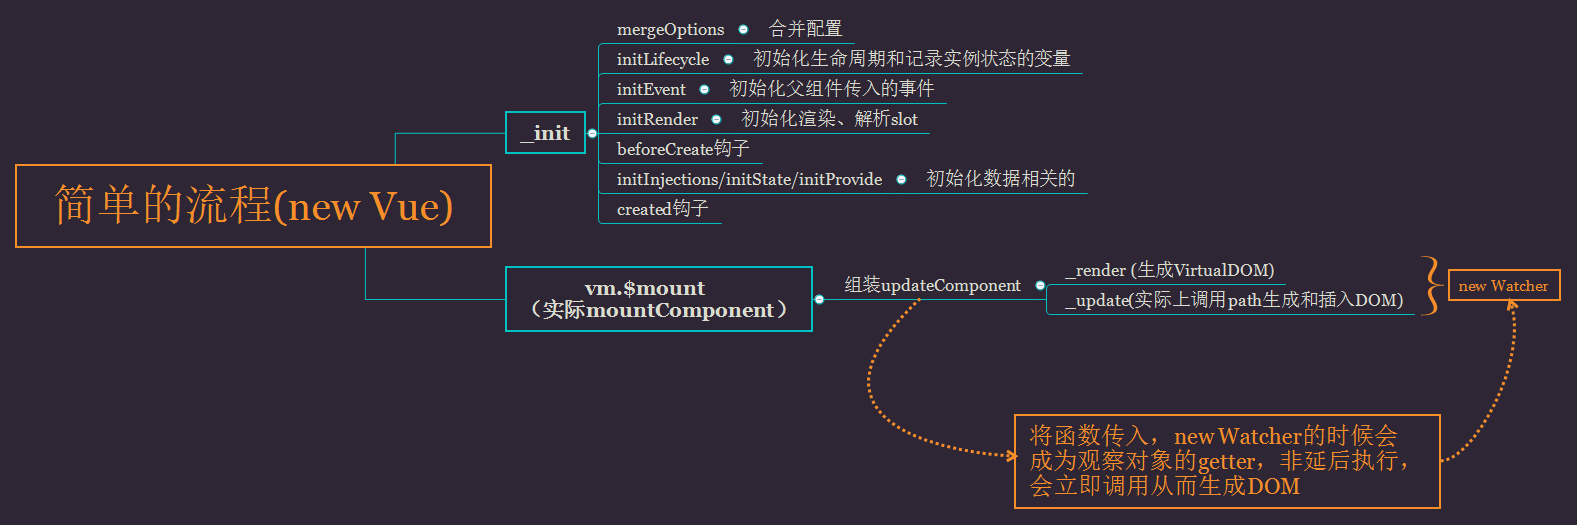 简单的流程(new Vue)
_init
mergeOptions 合并配置
initLifecycle 初始化生命周期和记录实例状态的变量
initEvent 初始化父组件传入的事件
initRender 初始化渲染、解析slot
beforeCreate钩子
initInjections/initState/initProvide 初始化数据相关的
created钩子
vm.$mount
（实际mountComponent）
组装updateComponent
_render (生成VirtualDOM)
_update(实际上调用path生成和插入DOM)
new Watcher
将函数传入，new Watcher的时候会
成为观察对象的getter，非延后执行，
会立即调用从而生成DOM